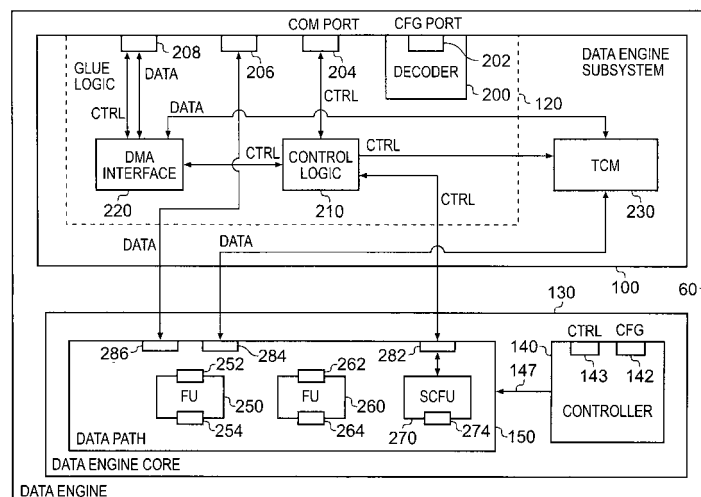 COM PORT
CFG PORT
208
206
204
202
GLUE
LOGIC
DATA
DECODER
DATA ENGINE
SUBSYSTEM
200
CTRL
CTRL
DATA
120
DMA
INTERFACE
CTRL
CONTROL
LOGIC
CTRL
TCM
220
210
230
CTRL
DATA
DATA
100
60
130
286
284
282
252
262
FU
250
FU
260
SCFU
254
264
270
274
DATA PATH
150
140
CTRL
CFG
147
143
142
CONTROLLER
DATA ENGINE CORE
DATA ENGINE